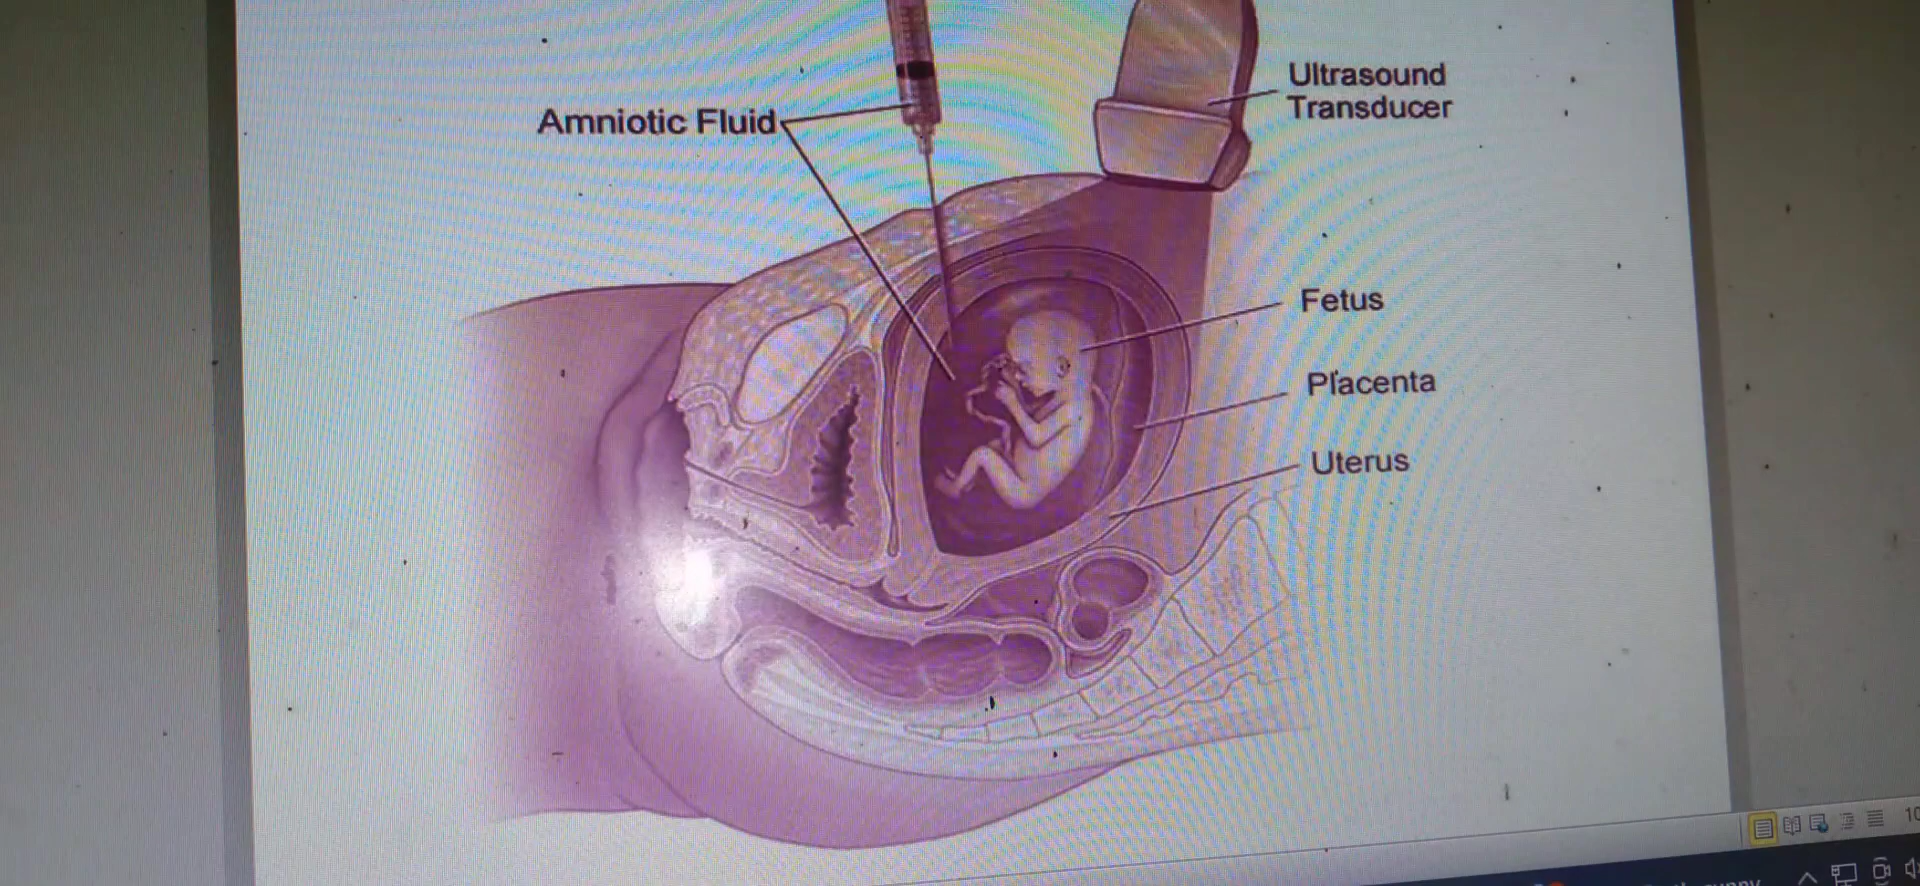 Ultrasound
Transducer
Amniotic Fluid
Fetus
Placenta
Uterus